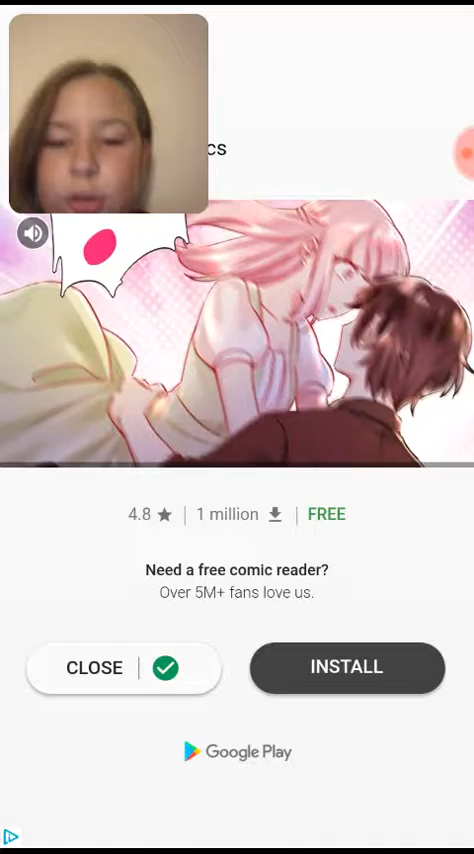 cs
4.8 | 1 million | FREE
Need a free comic reader?
Over 5M+ fans love us.
CLOSE
INSTALL
Google Play